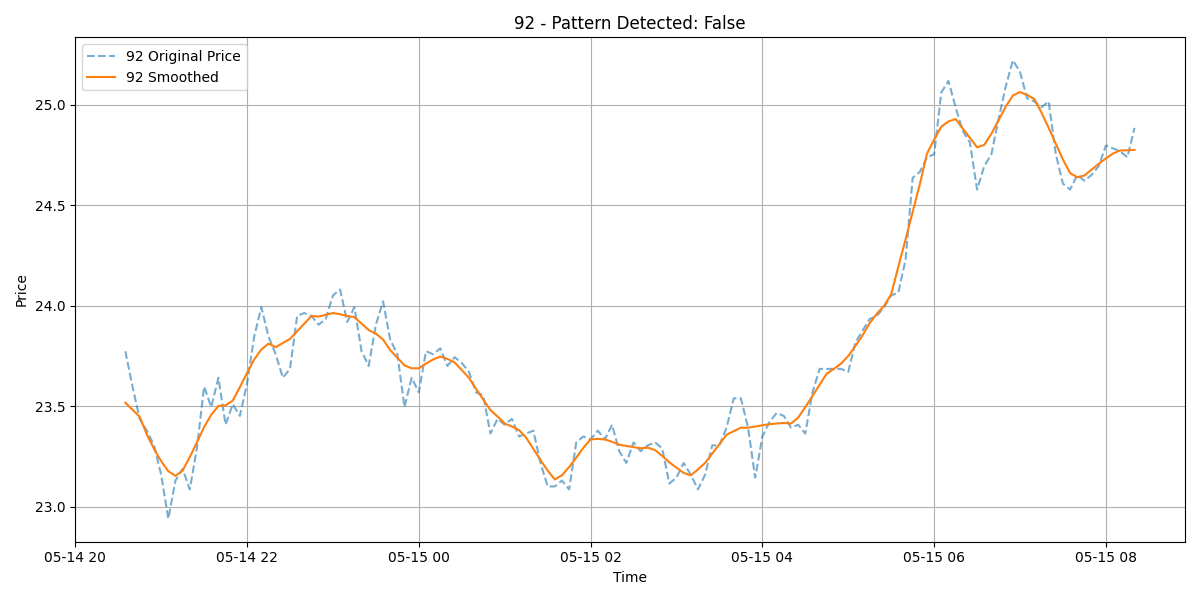 92 - Pattern Detected: False
92 Original Price
92 Smoothed
Price
25.0
24.5
24.0
23.5
23.0
05-14 20
05-14 22
05-15 00
05-15 02
05-15 04
05-15 06
05-15 08
Time